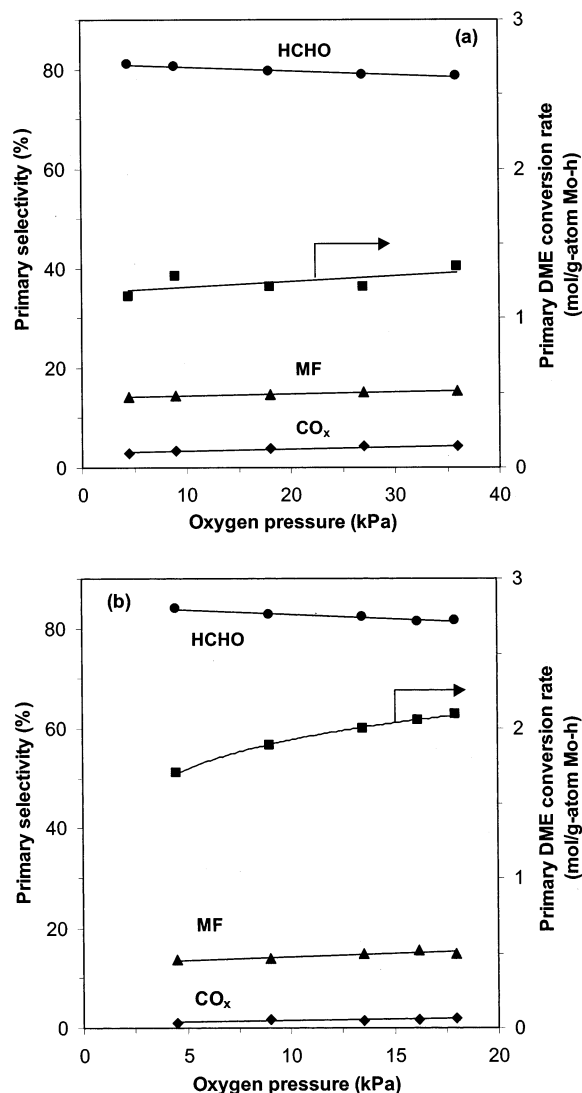 (a)
HCHO
MF
COₓ
80
60
40
20
0
3
2
1
0
0 10 20 30 40
Primary selectivity (%)
Primary DME conversion rate
(mol/g-atom Mo-h)
Oxygen pressure (kPa)
(b)
HCHO
MF
COₓ
80
60
40
20
0
3
2
1
0
0 5 10 15 20
Primary selectivity (%)
Primary DME conversion rate
(mol/g-atom Mo-h)
Oxygen pressure (kPa)